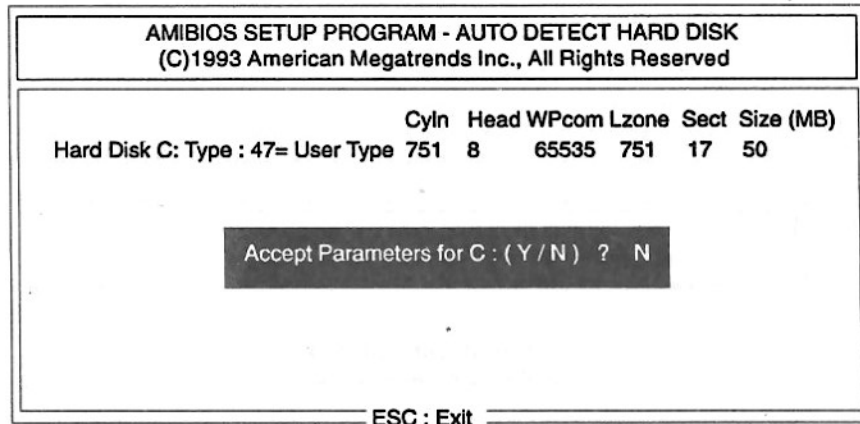 AMIBIOS SETUP PROGRAM - AUTO DETECT HARD DISK
(C)1993 American Megatrends Inc., All Rights Reserved
Cyln Head WPcom Lzone Sect Size (MB)
Hard Disk C: Type : 47= User Type 751 8 65535 751 17 50
Accept Parameters for C : ( Y / N ) ? N
ESC : Exit